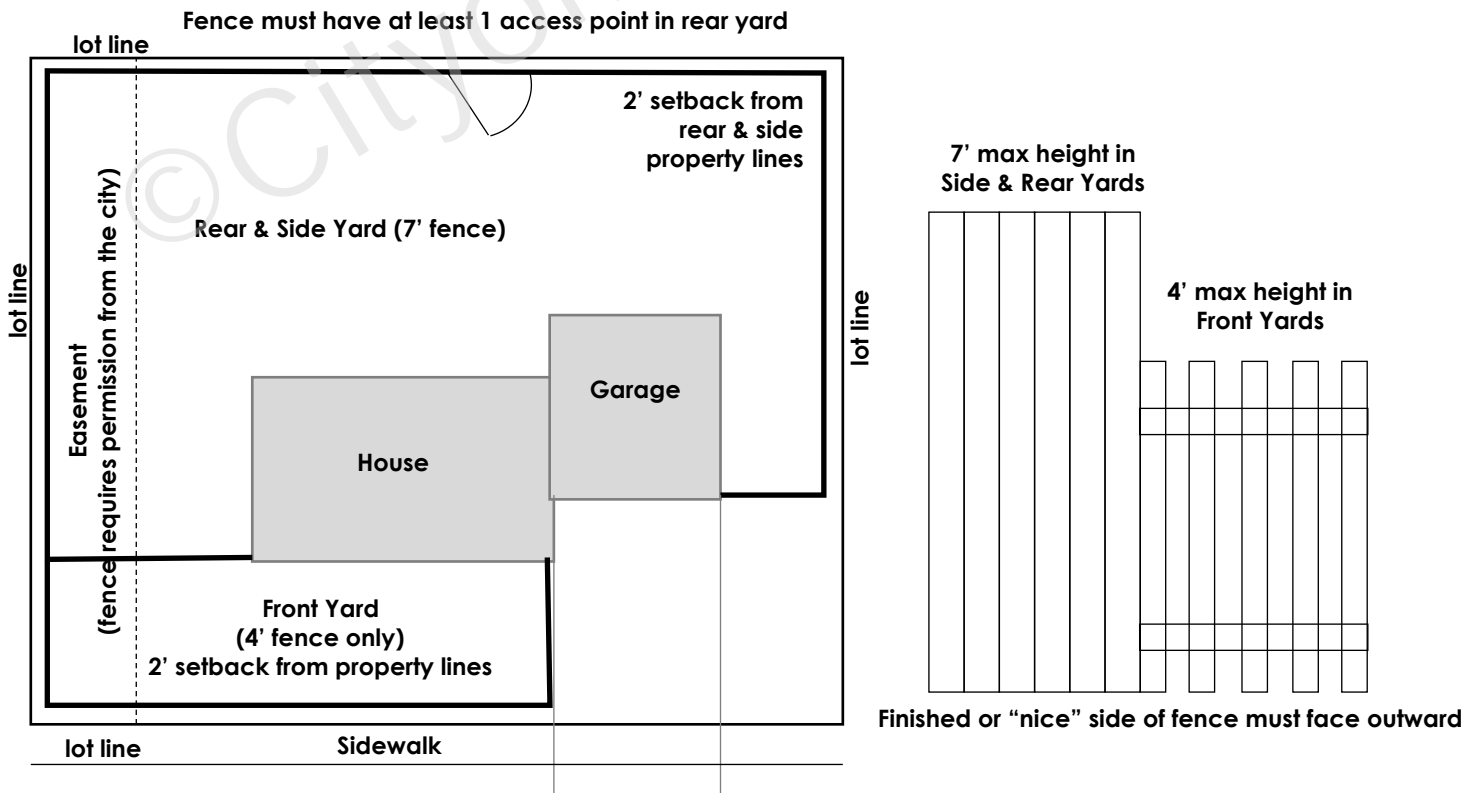 Fence must have at least 1 access point in rear yard
lot line
2’ setback from
rear & side
property lines
Rear & Side Yard (7’ fence)
lot line
Easement
(fence requires permission from the city)
House
Garage
lot line
Front Yard
(4’ fence only)
2’ setback from property lines
lot line
Sidewalk
7’ max height in
Side & Rear Yards
4’ max height in
Front Yards
Finished or “nice” side of fence must face outward